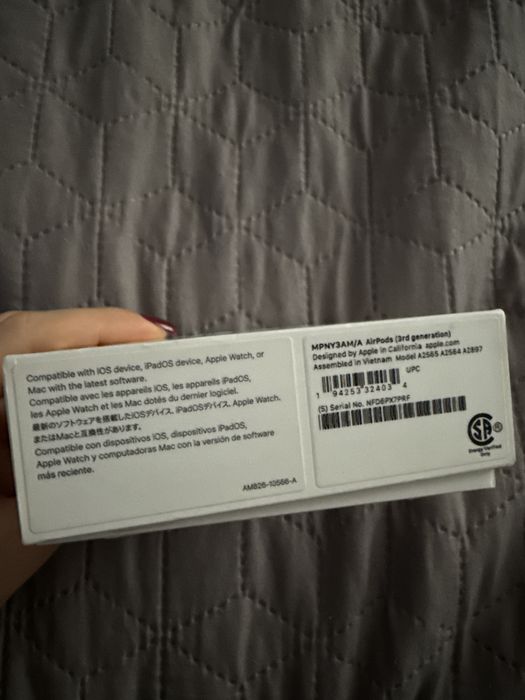 Compatible with iOS device, iPadOS device, Apple Watch, or
Mac with the latest software.
Compatible avec les appareils iOS, les appareils iPadOS,
les Apple Watch et les Mac dotés du dernier logiciel.
最新のソフトウェアを搭載したiOSデバイス、iPadOSデバイス、Apple Watch、
またはMacと互換性があります。
Compatible con dispositivos iOS, dispositivos iPadOS,
Apple Watch y computadoras Mac con la versión de software
más reciente.
AM826-10566-A
MPNY3AM/A AirPods (3rd generation)
Designed by Apple in California apple.com
Assembled in Vietnam Model A2565 A2564 A2897
UPC
1 94253 32403 4
(S) Serial No. NFD6PX7PRF
SA ®
Energy Verified
Only